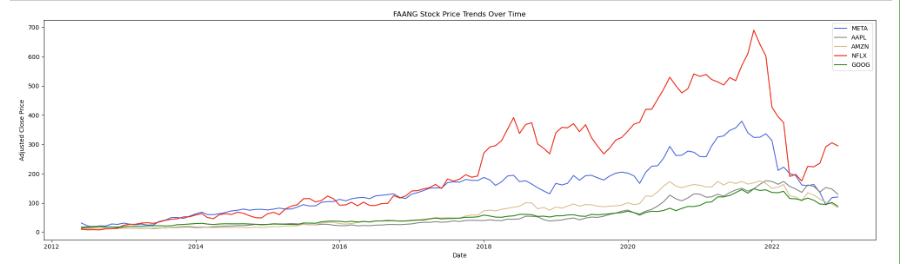 FAANG Stock Price Trends Over Time
700
600
500
400
300
200
100
0
Adjusted Close Price
META
AAPL
AMZN
NFLX
GOOG
2012
2014
2016
2018
2020
2022
Date